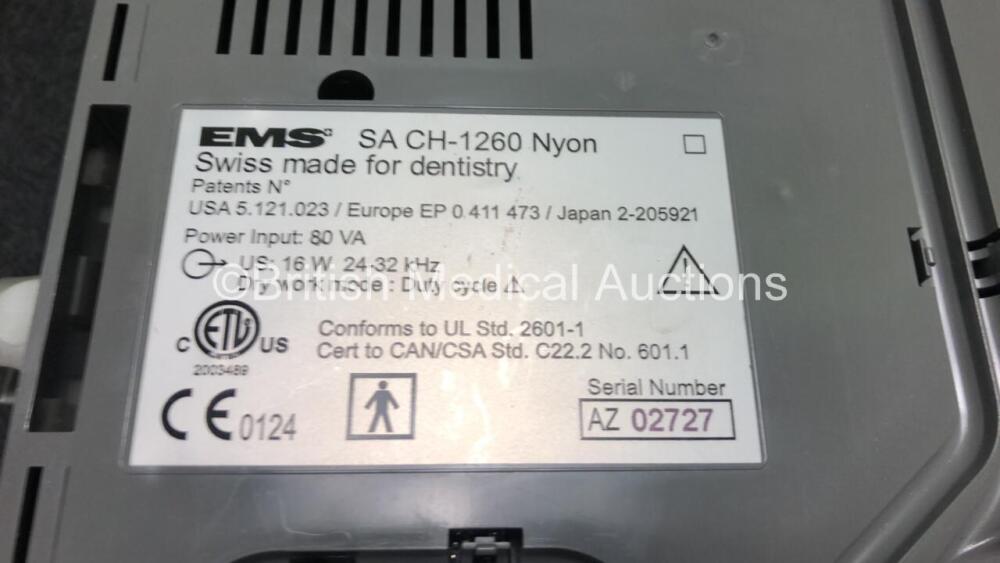 EMS SA CH-1260 Nyon
Swiss made for dentistry
Patents N°
USA 5.121.023 / Europe EP 0 411 473 / Japan 2-205921
Power Input: 80 VA
US: 16 W, 24-32 kHz
©British Medical Auctions
Dry work mode : Duty cycle
C ETL US
2003489
Conforms to UL Std. 2601-1
Cert to CAN/CSA Std. C22.2 No. 601.1
CE 0124
Serial Number
AZ 02727